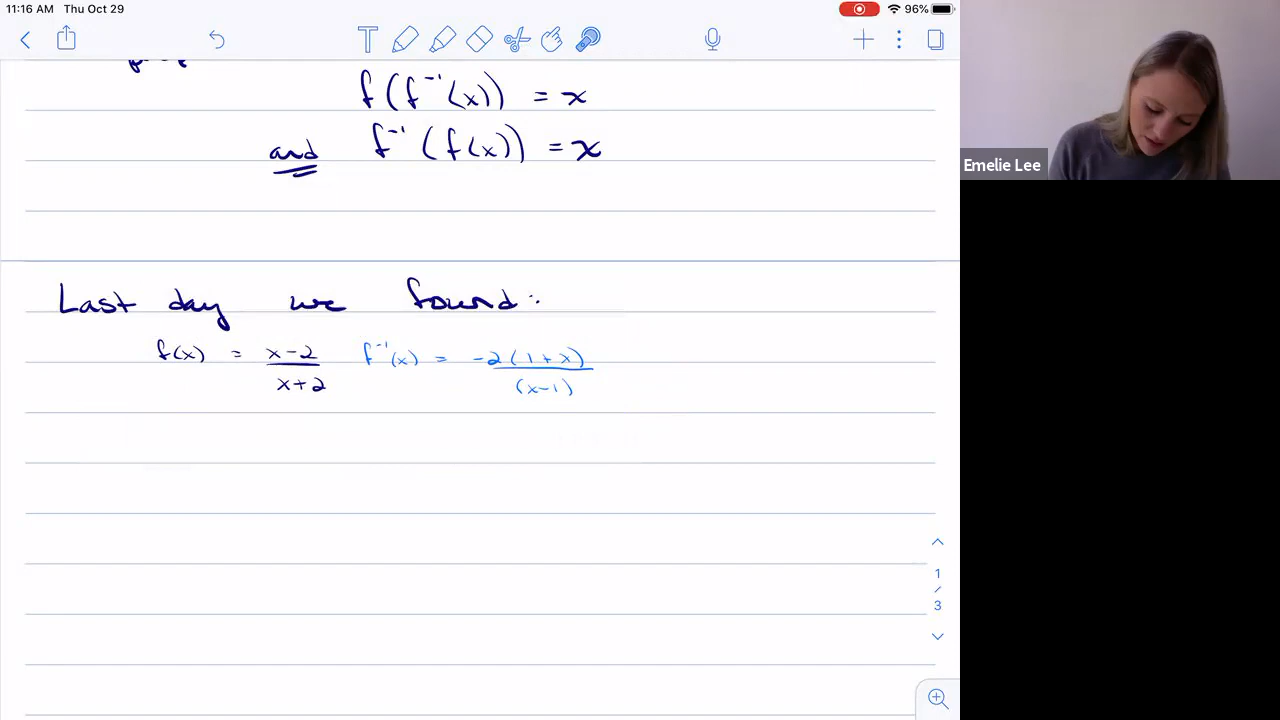 11:16 AM Thu Oct 29
96%
f(f⁻¹(x)) = x
and f⁻¹(f(x)) = x
Emelie Lee
Last day we found:
f(x) = x-2 / x+2 f⁻¹(x) = -2(1+x) / (x-1)
1
/
3